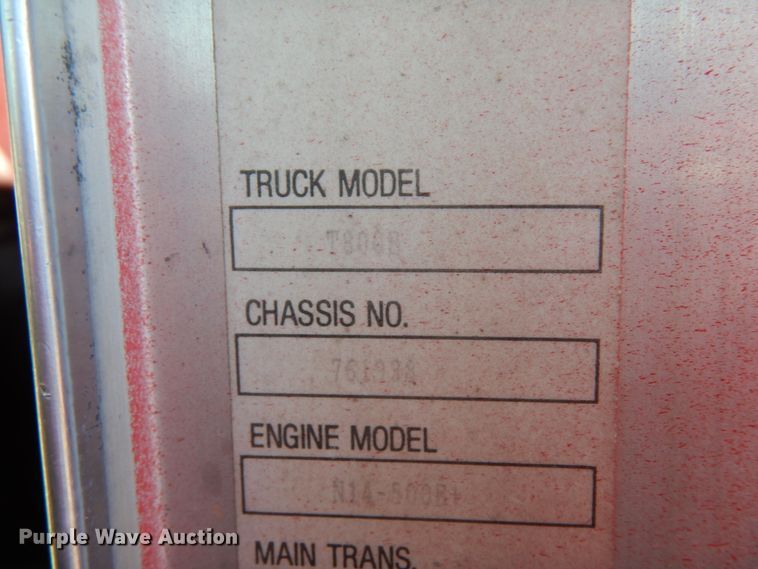 TRUCK MODEL
T800B
CHASSIS NO.
ENGINE MODEL
N14-500E+
MAIN TRANS.
Purple Wave Auction